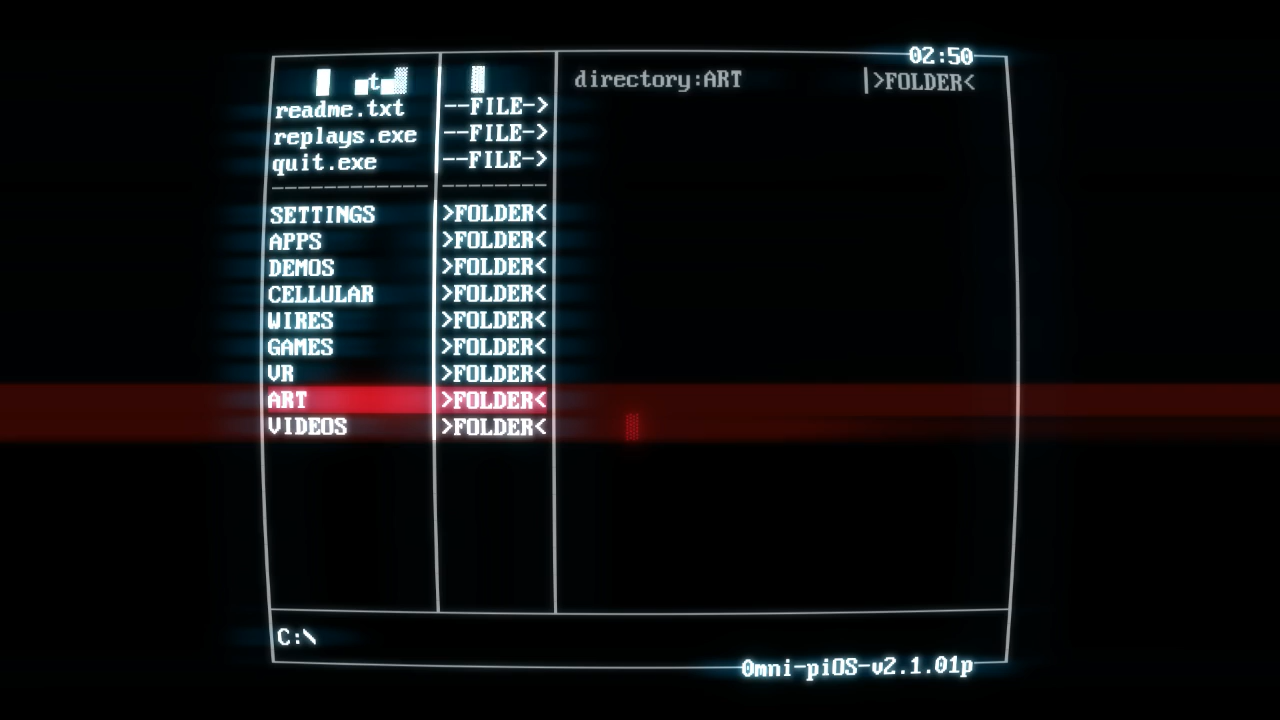 02:50
directory:ART |>FOLDER<
readme.txt --FILE->
replays.exe --FILE->
quit.exe --FILE->
SETTINGS >FOLDER<
APPS >FOLDER<
DEMOS >FOLDER<
CELLULAR >FOLDER<
WIRES >FOLDER<
GAMES >FOLDER<
VR >FOLDER<
ART >FOLDER<
VIDEOS >FOLDER<
C:\
0mni-piOS-v2.1.01p